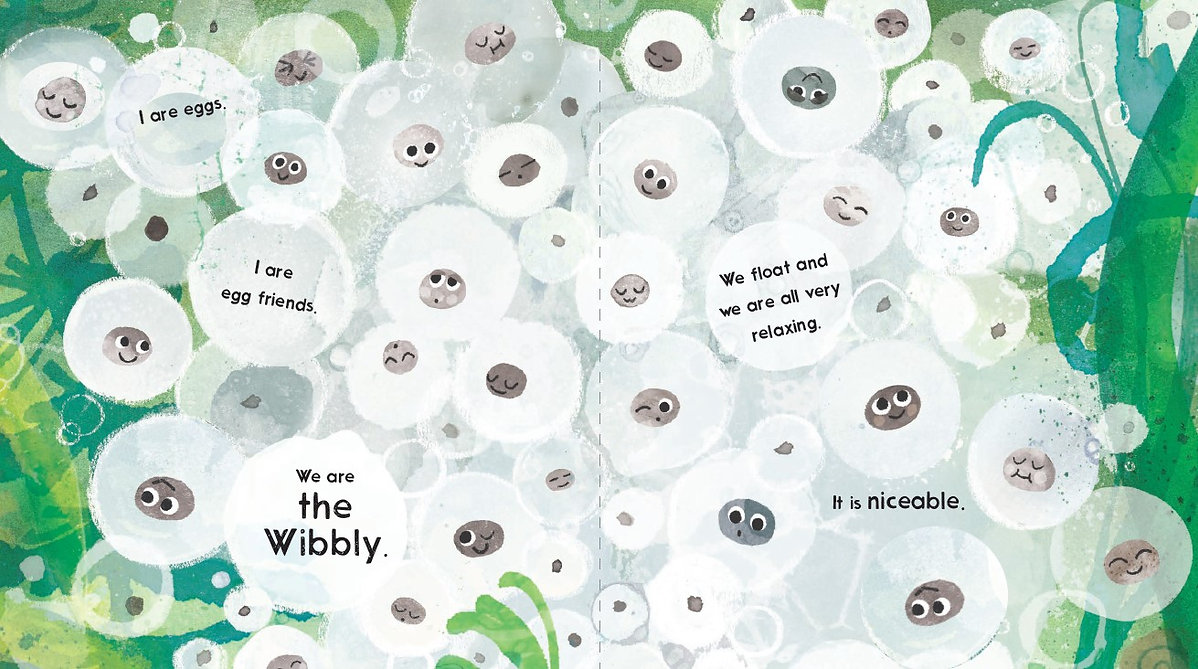 I are eggs.
I are
egg friends.
We are
the
Wibbly.
We float and
we are all very
relaxing.
It is niceable.